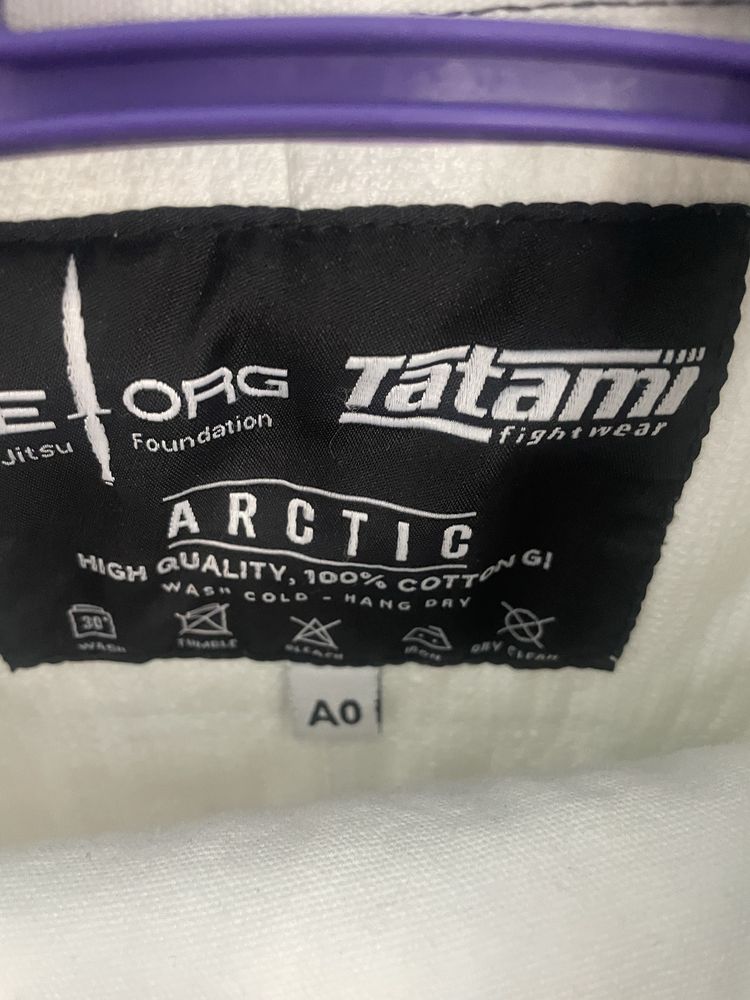 E ORG
Jitsu Foundation
Tatami
fightwear
ARCTIC
HIGH QUALITY, 100% COTTON GI
WASH COLD - HANG DRY
30°
WASH TUMBLE BLEACH IRON DRY CLEAN
A0